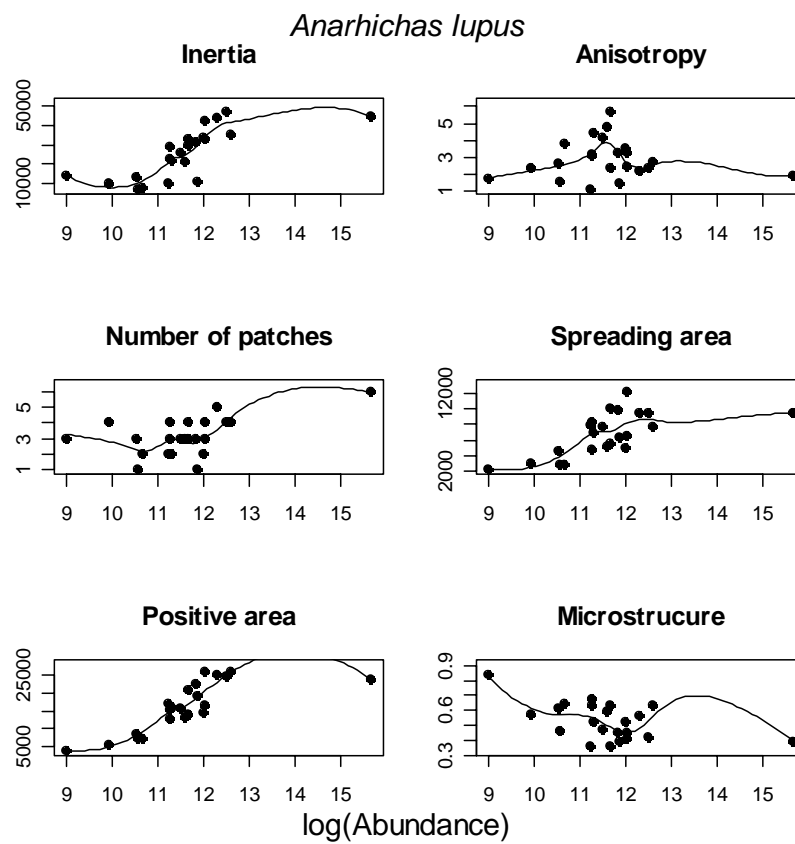 Anarhichas lupus
Inertia
Anisotropy
50000
10000
9 10 11 12 13 14 15
5
3
1
9 10 11 12 13 14 15
Number of patches
Spreading area
5
3
1
9 10 11 12 13 14 15
12000
2000
9 10 11 12 13 14 15
Positive area
Microstrucure
25000
5000
9 10 11 12 13 14 15
0.9
0.6
0.3
9 10 11 12 13 14 15
log(Abundance)